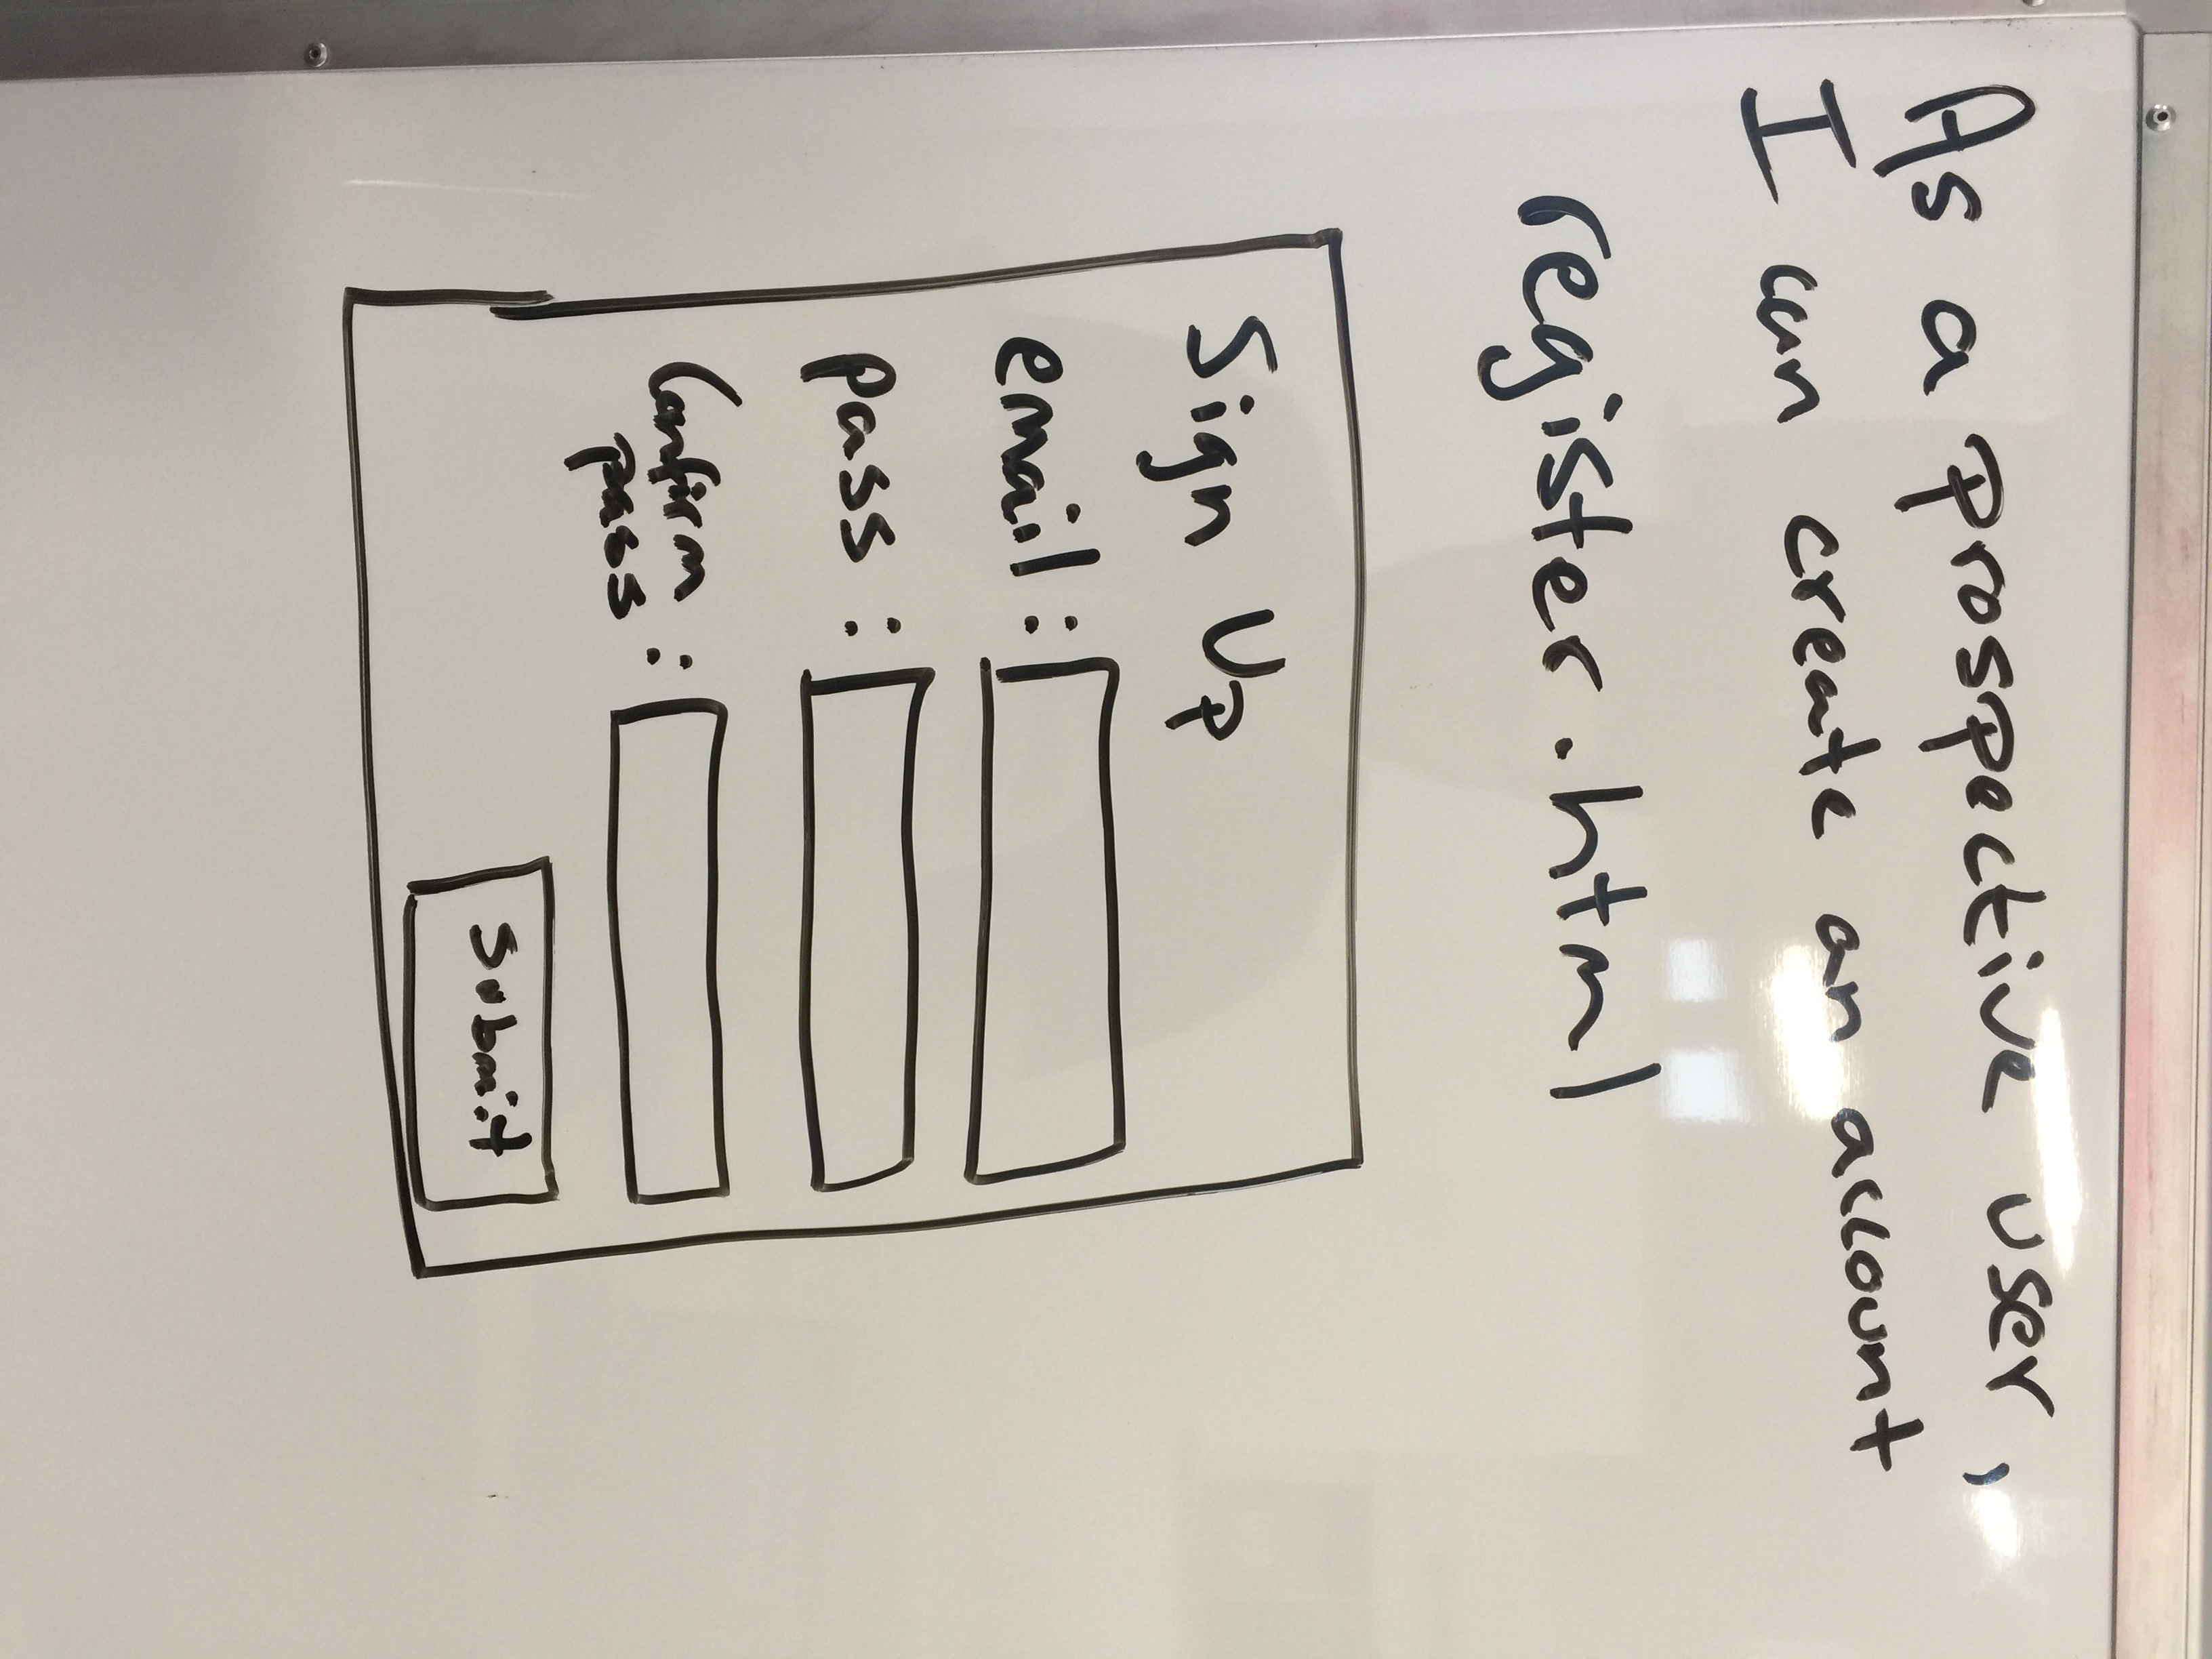 As a prospective user,
I can create an account
register.html
Sign Up
email:
pass:
Confirm
pass:
Submit